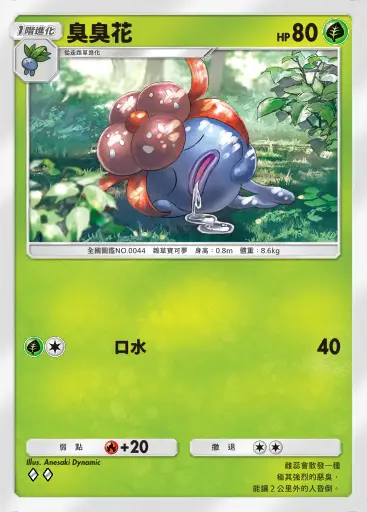 1階進化 臭臭花 HP 80
從走路草進化
全國圖鑑NO.0044 雜草寶可夢 身高：0.8m 體重：8.6kg
口水 40
弱點 +20 撤退
Illus. Anesaki Dynamic
雌蕊會散發一種
極其強烈的惡臭，
能讓２公里外的人昏倒。